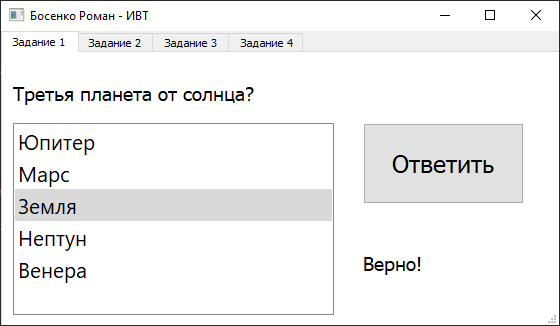 Босенко Роман - ИВТ
Задание 1 Задание 2 Задание 3 Задание 4
Третья планета от солнца?
Юпитер
Марс
Земля
Нептун
Венера
Ответить
Верно!